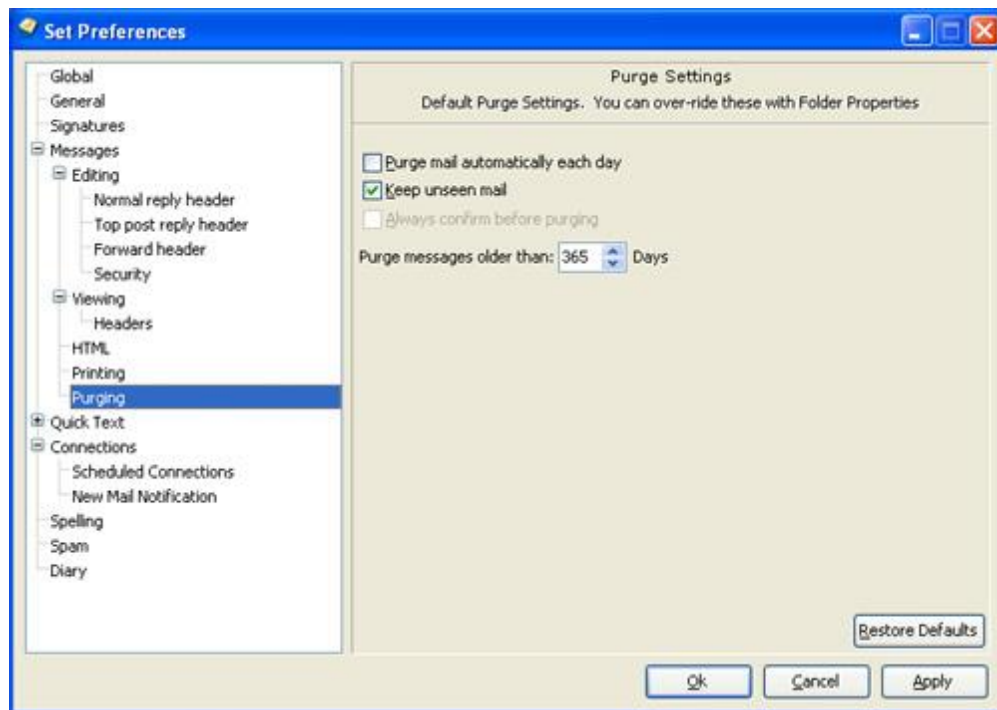 Set Preferences
Global
General
Signatures
Messages
Editing
Normal reply header
Top post reply header
Forward header
Security
Viewing
Headers
HTML
Printing
Purging
Quick Text
Connections
Scheduled Connections
New Mail Notification
Spelling
Spam
Diary
Purge Settings
Default Purge Settings. You can over-ride these with Folder Properties
Purge mail automatically each day
Keep unseen mail
Always confirm before purging
Purge messages older than: 365 Days
Restore Defaults
Ok Cancel Apply